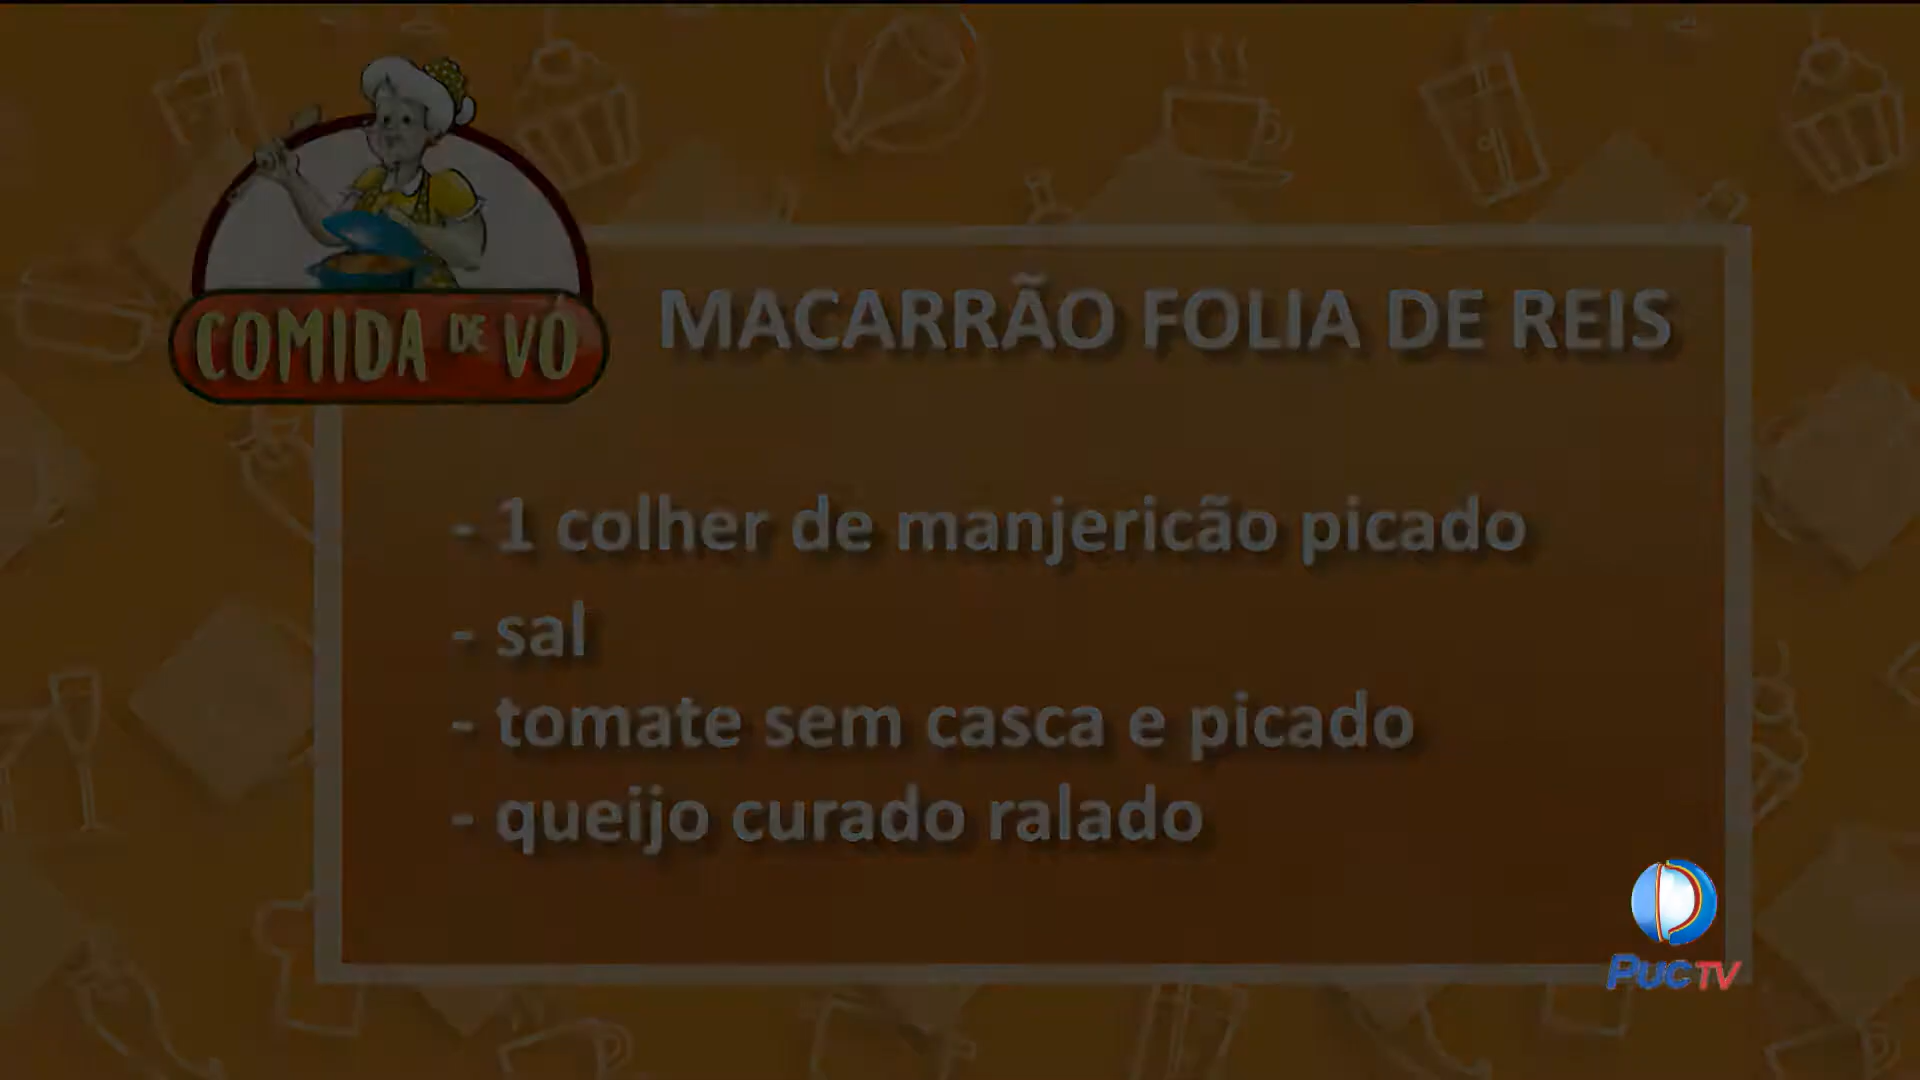 COMIDA DE VÓ
MACARRÃO FOLIA DE REIS
- 1 colher de manjericão picado
- sal
- tomate sem casca e picado
- queijo curado ralado
PUC TV